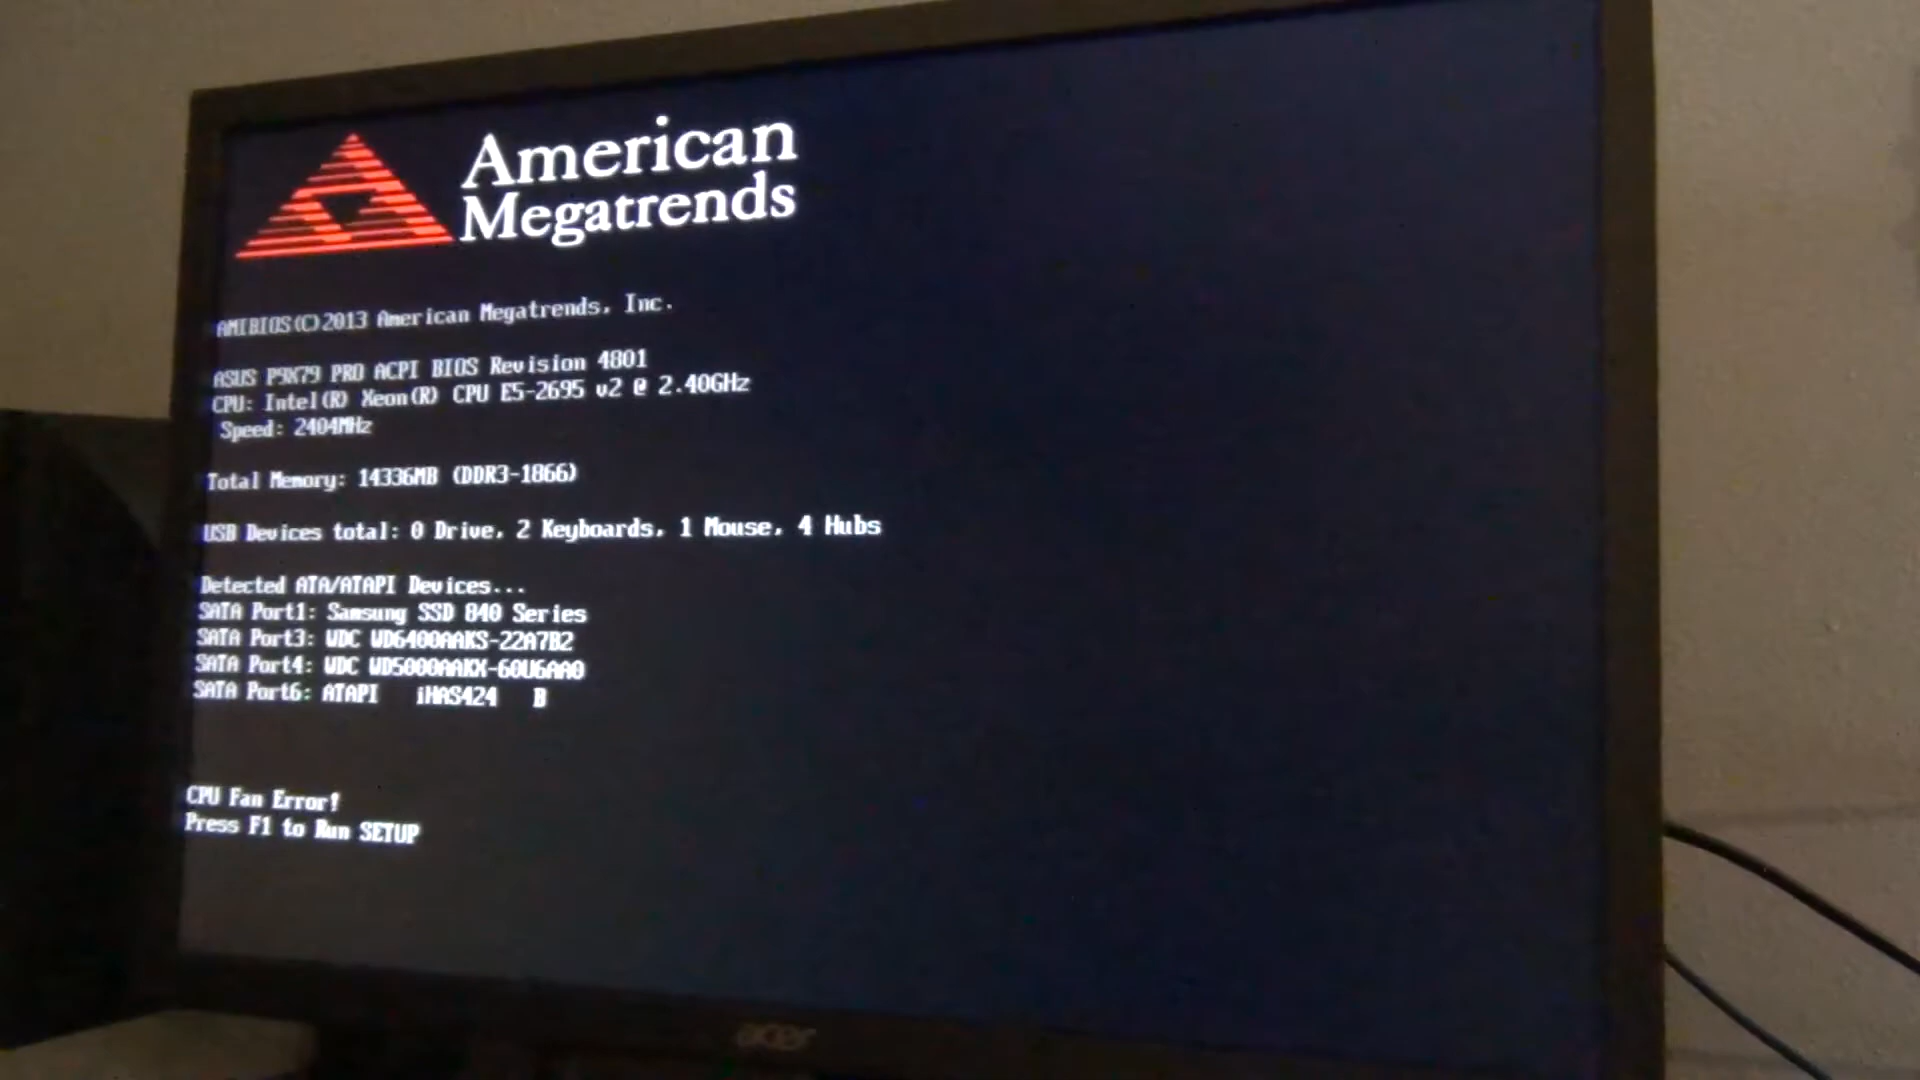 American
Megatrends
AMIBIOS(C)2013 American Megatrends, Inc.
ASUS P9X79 PRO ACPI BIOS Revision 4801
CPU: Intel(R) Xeon(R) CPU E5-2695 v2 @ 2.40GHz
Speed: 2404MHz
Total Memory: 14336MB (DDR3-1866)
USB Devices total: 0 Drive, 2 Keyboards, 1 Mouse, 4 Hubs
Detected ATA/ATAPI Devices...
SATA Port1: Samsung SSD 840 Series
SATA Port3: WDC WD6400AAKS-22A7B2
SATA Port4: WDC WD5000AAKX-60U6AA0
SATA Port6: ATAPI iHAS424 B
CPU Fan Error!
Press F1 to Run SETUP
acer